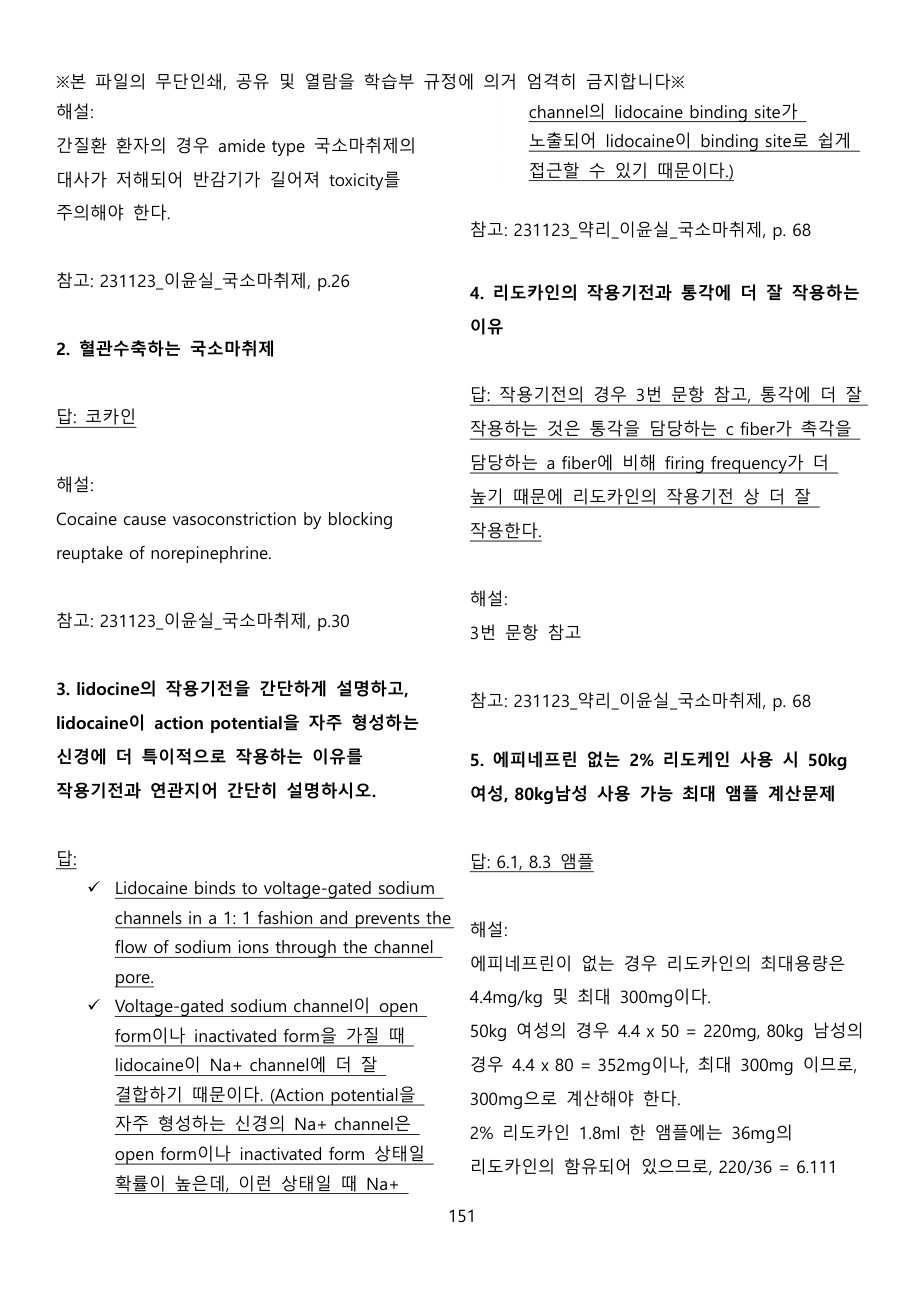 ※본 파일의 무단인쇄, 공유 및 열람을 학습부 규정에 의거 엄격히 금지합니다※
해설:
간질환 환자의 경우 amide type 국소마취제의
대사가 저해되어 반감기가 길어져 toxicity를
주의해야 한다.
참고: 231123_이윤실_국소마취제, p.26
2. 혈관수축하는 국소마취제
답: 코카인
해설:
Cocaine cause vasoconstriction by blocking
reuptake of norepinephrine.
참고: 231123_이윤실_국소마취제, p.30
3. lidocine의 작용기전을 간단하게 설명하고,
lidocaine이 action potential을 자주 형성하는
신경에 더 특이적으로 작용하는 이유를
작용기전과 연관지어 간단히 설명하시오.
답:
✓ Lidocaine binds to voltage-gated sodium
channels in a 1: 1 fashion and prevents the
flow of sodium ions through the channel
pore.
✓ Voltage-gated sodium channel이 open
form이나 inactivated form을 가질 때
lidocaine이 Na+ channel에 더 잘
결합하기 때문이다. (Action potential을
자주 형성하는 신경의 Na+ channel은
open form이나 inactivated form 상태일
확률이 높은데, 이런 상태일 때 Na+
channel의 lidocaine binding site가
노출되어 lidocaine이 binding site로 쉽게
접근할 수 있기 때문이다.)
참고: 231123_약리_이윤실_국소마취제, p. 68
4. 리도카인의 작용기전과 통각에 더 잘 작용하는
이유
답: 작용기전의 경우 3번 문항 참고, 통각에 더 잘
작용하는 것은 통각을 담당하는 c fiber가 촉각을
담당하는 a fiber에 비해 firing frequency가 더
높기 때문에 리도카인의 작용기전 상 더 잘
작용한다.
해설:
3번 문항 참고
참고: 231123_약리_이윤실_국소마취제, p. 68
5. 에피네프린 없는 2% 리도케인 사용 시 50kg
여성, 80kg남성 사용 가능 최대 앰플 계산문제
답: 6.1, 8.3 앰플
해설:
에피네프린이 없는 경우 리도카인의 최대용량은
4.4mg/kg 및 최대 300mg이다.
50kg 여성의 경우 4.4 x 50 = 220mg, 80kg 남성의
경우 4.4 x 80 = 352mg이나, 최대 300mg 이므로,
300mg으로 계산해야 한다.
2% 리도카인 1.8ml 한 앰플에는 36mg의
리도카인의 함유되어 있으므로, 220/36 = 6.111
151